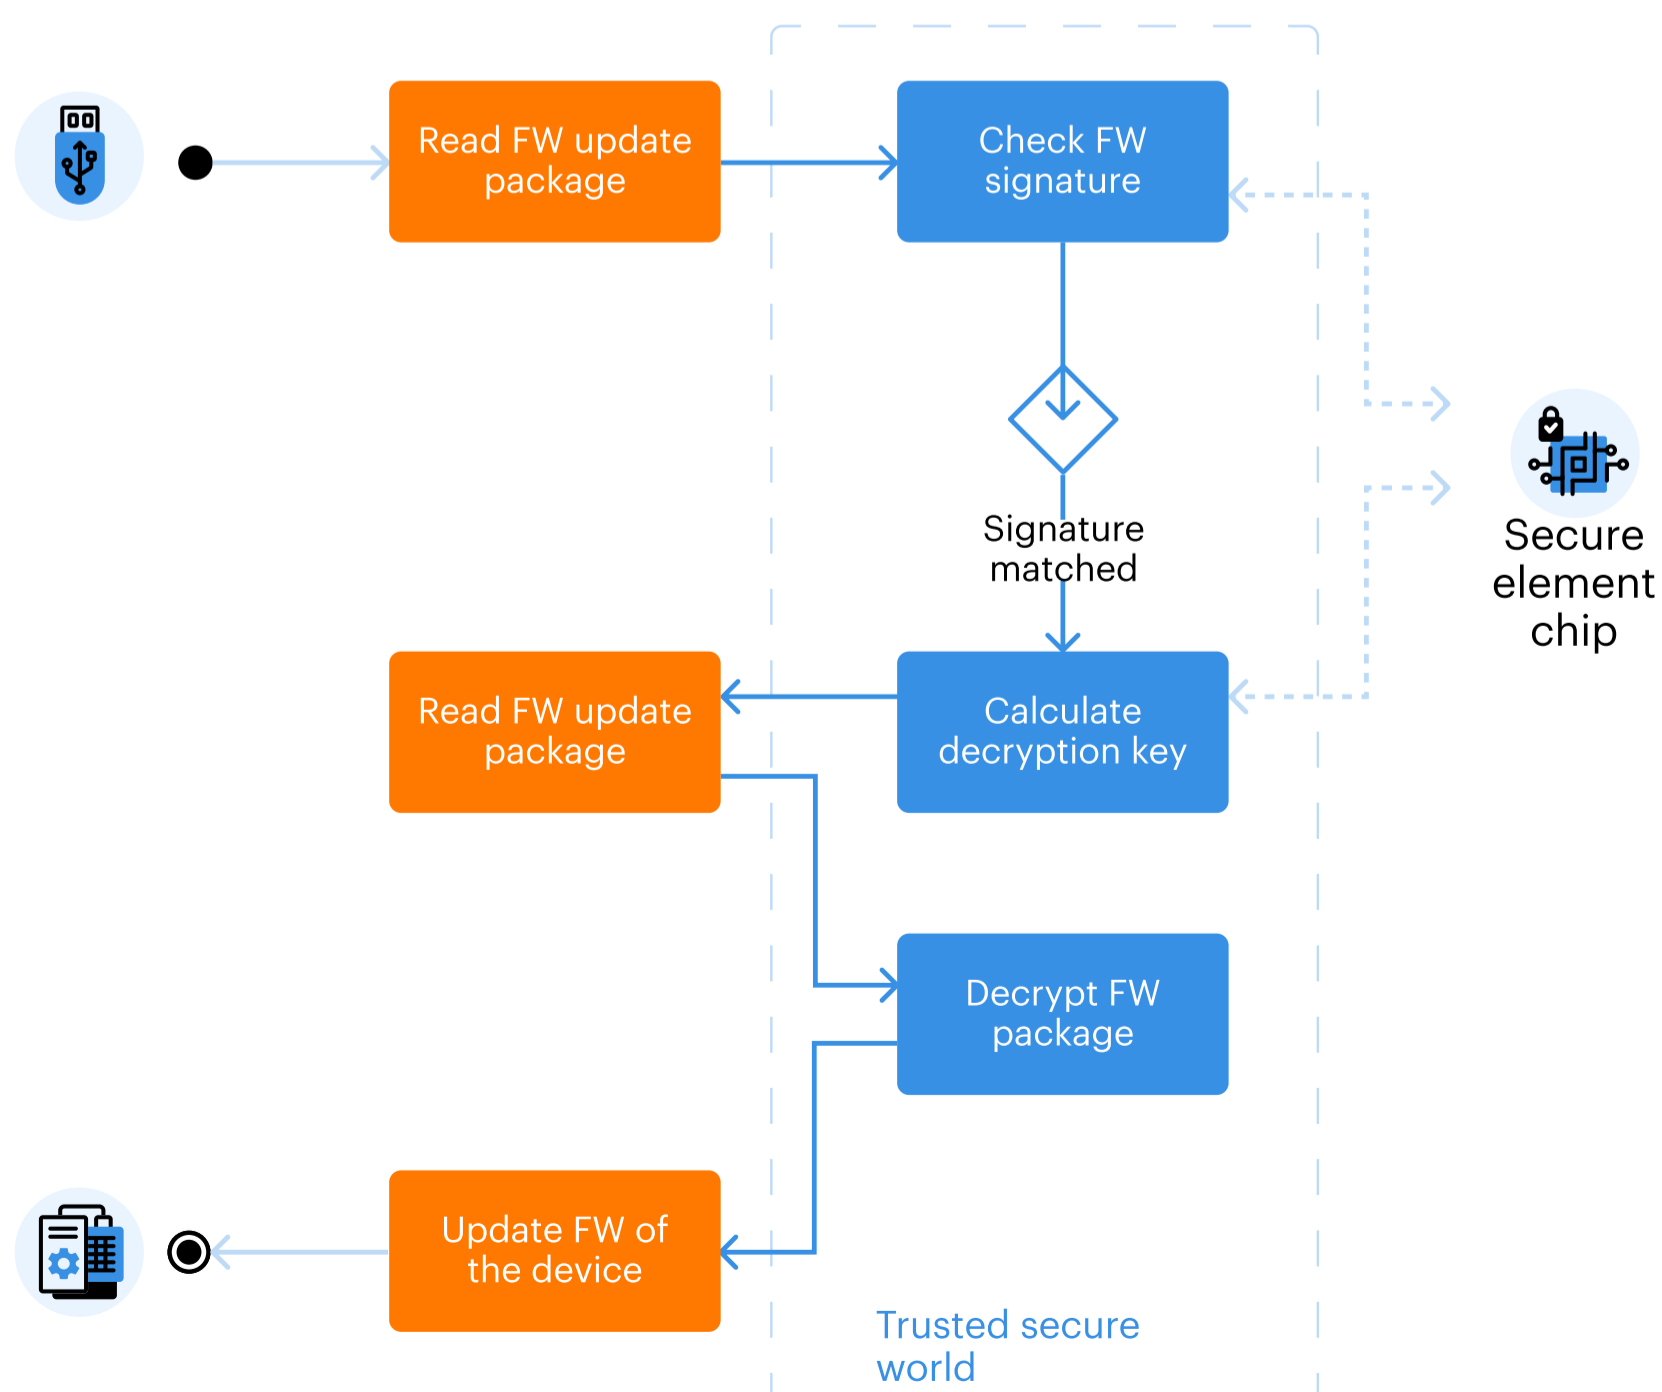 Read FW update
package
Check FW
signature
Signature
matched
Secure
element
chip
Read FW update
package
Calculate
decryption key
Decrypt FW
package
Update FW of
the device
Trusted secure
world